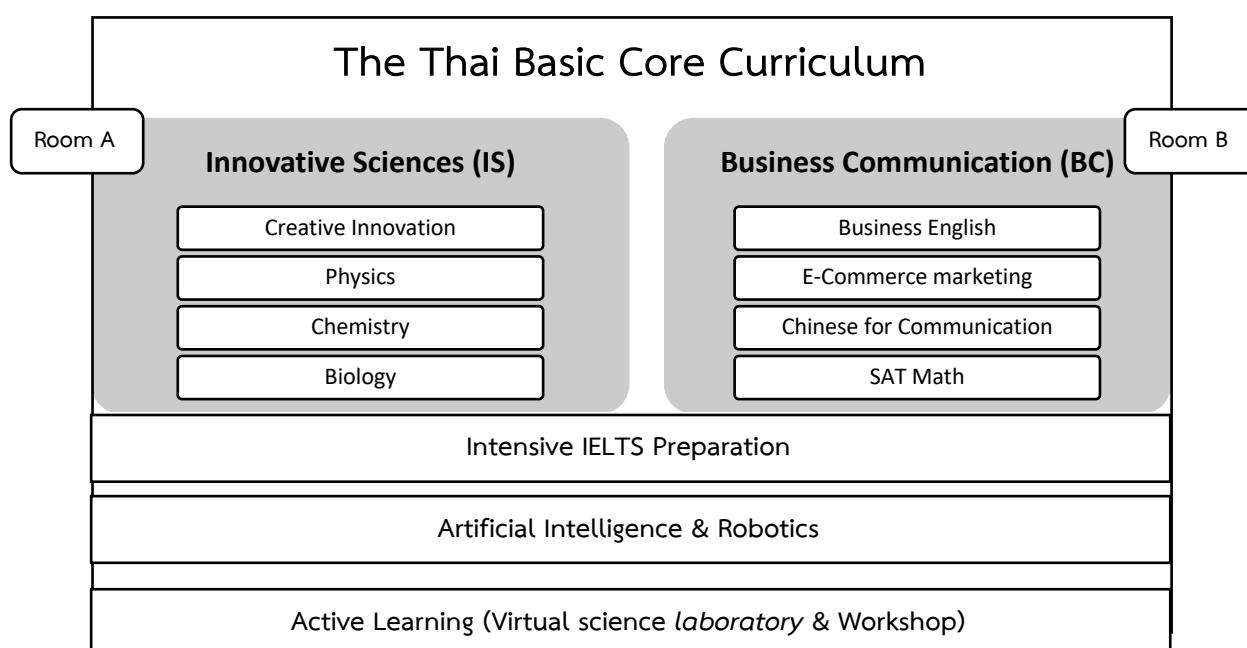 The Thai Basic Core Curriculum
Room A
Room B
Innovative Sciences (IS)
Creative Innovation
Physics
Chemistry
Biology
Business Communication (BC)
Business English
E-Commerce marketing
Chinese for Communication
SAT Math
Intensive IELTS Preparation
Artificial Intelligence & Robotics
Active Learning (Virtual science laboratory & Workshop)